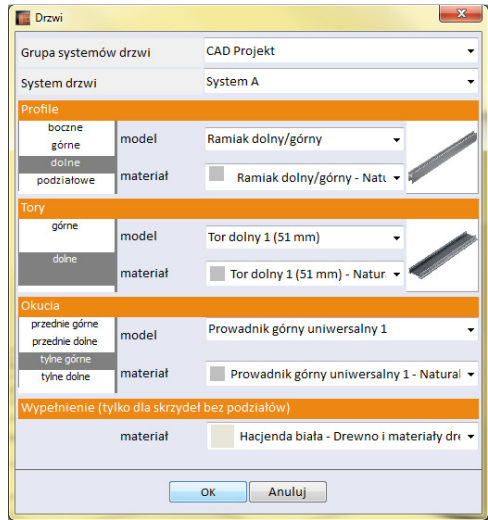 Drzwi
Grupa systemów drzwi CAD Projekt
System drzwi System A
Profile
boczne
górne
dolne
podziałowe
model Ramiak dolny/górny
materiał Ramiak dolny/górny - Natu
Tory
górne
dolne
model Tor dolny 1 (51 mm)
materiał Tor dolny 1 (51 mm) - Natur
Okucia
przednie górne
przednie dolne
tylne górne
tylne dolne
model Prowadnik górny uniwersalny 1
materiał Prowadnik górny uniwersalny 1 - Natural
Wypełnienie (tylko dla skrzydeł bez podziałów)
materiał Hacjenda biała - Drewno i materiały dre
OK Anuluj